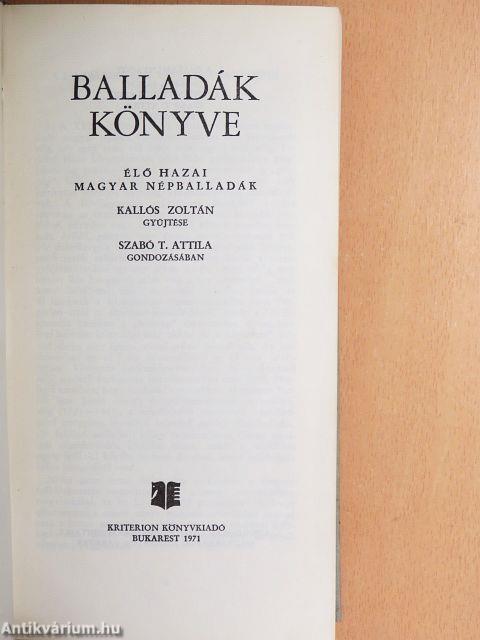 BALLADÁK
KÖNYVE
ÉLŐ HAZAI
MAGYAR NÉPBALLADÁK
KALLÓS ZOLTÁN
GYŰJTÉSE
SZABÓ T. ATTILA
GONDOZÁSÁBAN
KRITERION KÖNYVKIADÓ
BUKAREST 1971
Antikvárium.hu